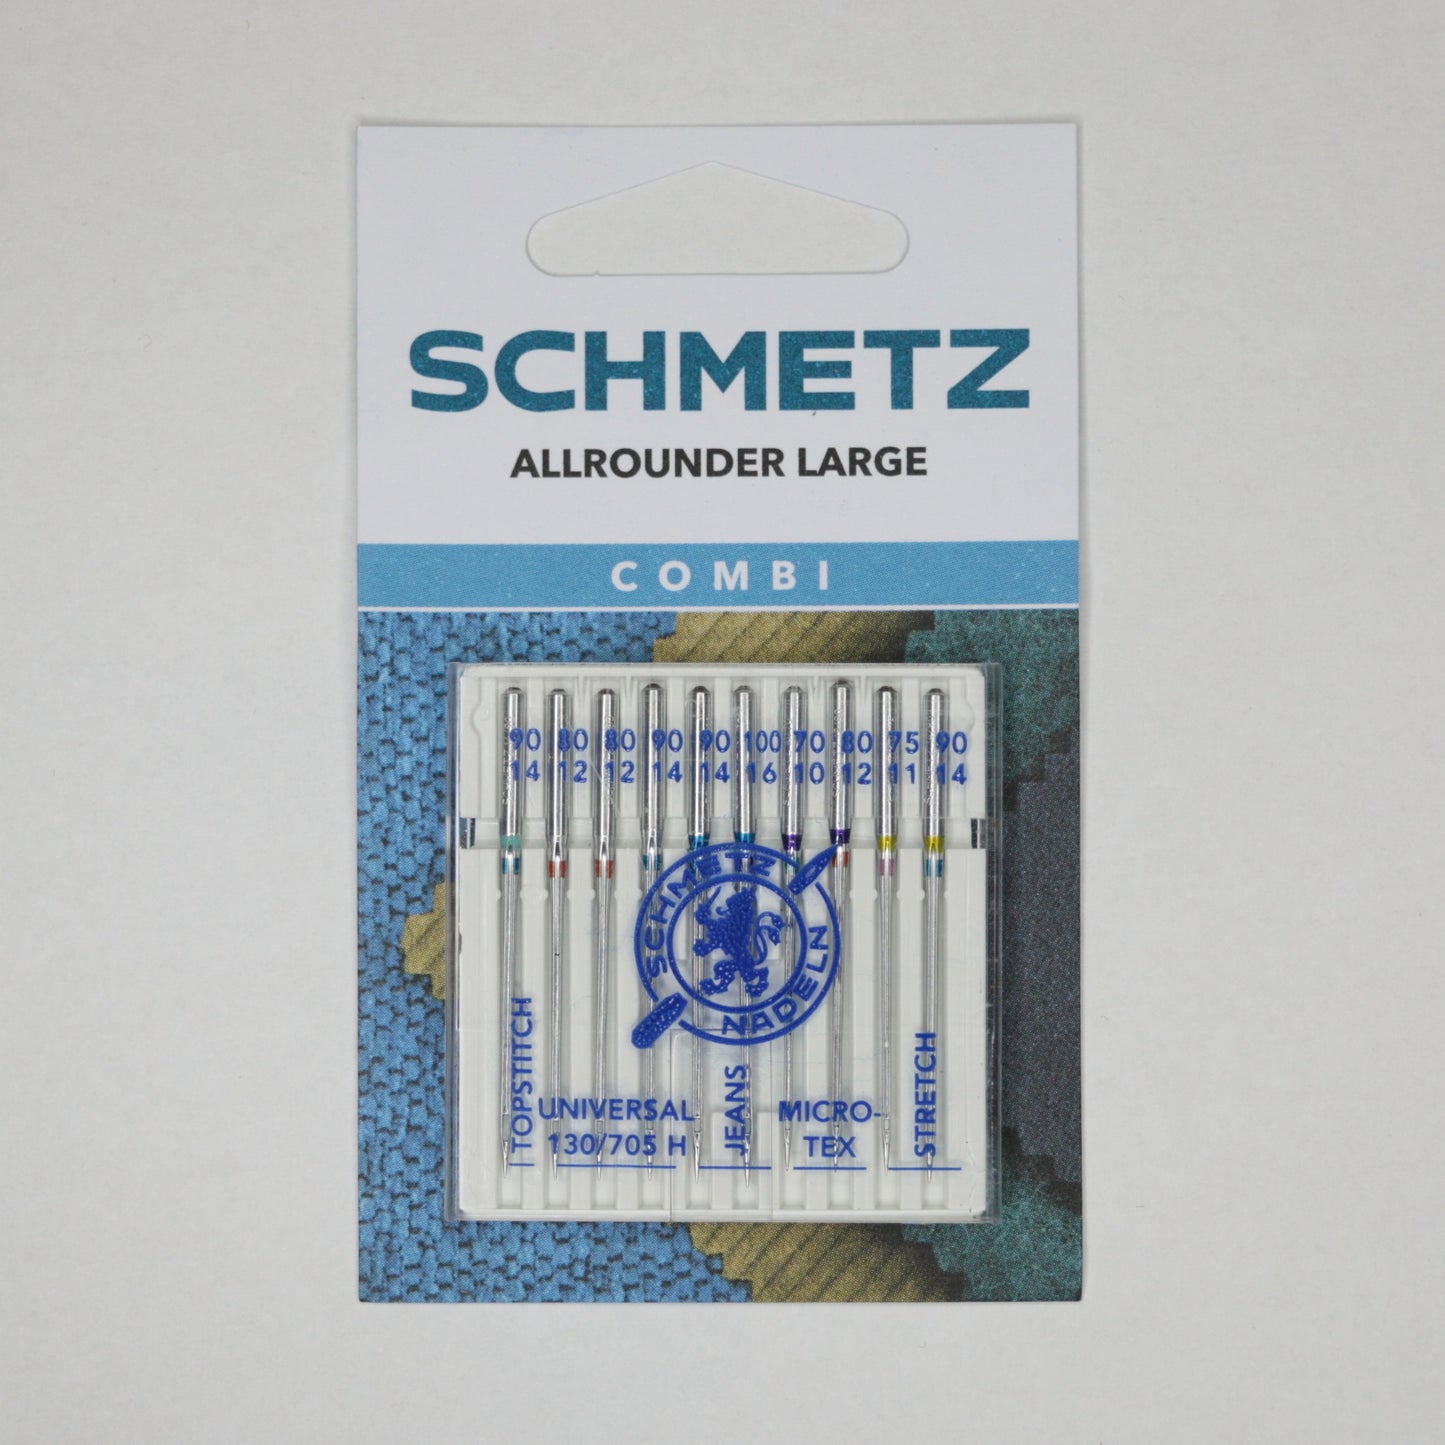 SCHMETZ
ALLROUNDER LARGE
COMBI
90 80 80 90 90 100 70 80 75 90
14 12 12 14 14 16 10 12 11 14
SCHMETZ
NADELN
TOPSTITCH
UNIVERSAL
130/705 H
JEANS
MICRO-
TEX
STRETCH